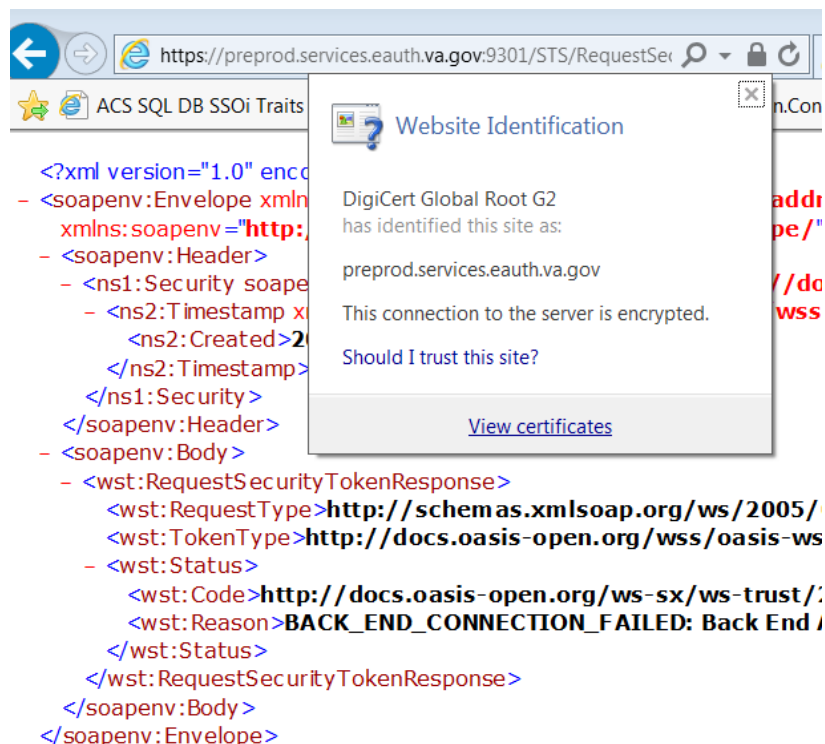 https://preprod.services.eauth.va.gov:9301/STS/RequestSec
ACS SQL DB SSOi Traits
n.Con
Website Identification
DigiCert Global Root G2
has identified this site as:
preprod.services.eauth.va.gov
This connection to the server is encrypted.
Should I trust this site?
View certificates
<?xml version="1.0" enco
- <soapenv:Envelope xmln addr
xmlns:soapenv="http:/ pe/"
- <soapenv:Header>
- <ns1:Security soape //do
- <ns2:Timestamp x wss
<ns2:Created>2
</ns2:Timestamp>
</ns1:Security>
</soapenv:Header>
- <soapenv:Body>
- <wst:RequestSecurityTokenResponse>
<wst:RequestType>http://schemas.xmlsoap.org/ws/2005/
<wst:TokenType>http://docs.oasis-open.org/wss/oasis-ws
- <wst:Status>
<wst:Code>http://docs.oasis-open.org/ws-sx/ws-trust/
<wst:Reason>BACK_END_CONNECTION_FAILED: Back End
</wst:Status>
</wst:RequestSecurityTokenResponse>
</soapenv:Body>
</soapenv:Envelope>